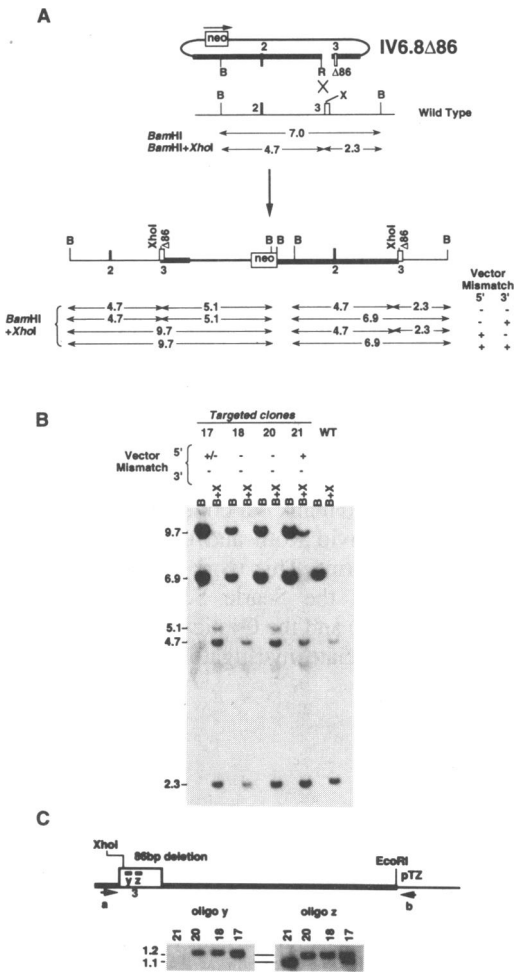 A
neo
2
3
IV6.8Δ86
B
R
Δ86
B
X
B
2
3
Wild Type
BamHI
7.0
BamHI+XhoI
4.7
2.3
B
XhoI
Δ86
B
B
B
XhoI
Δ86
B
2
3
neo
2
3
Vector
Mismatch
5' 3'
BamHI
+XhoI
4.7 5.1 4.7 2.3 - -
4.7 5.1 6.9 - +
9.7 4.7 2.3 + -
9.7 6.9 + +
B
Targeted clones
17 18 20 21 WT
Vector
Mismatch
5' +/- - - +
3' - - - -
B B+X B B+X B B+X B B+X B B+X
9.7-
6.9-
5.1-
4.7-
2.3-
C
XhoI
86bp deletion
y z
3
EcoRI
pTZ
a
b
oligo y
oligo z
21 20 18 17
21 20 18 17
1.2
1.1